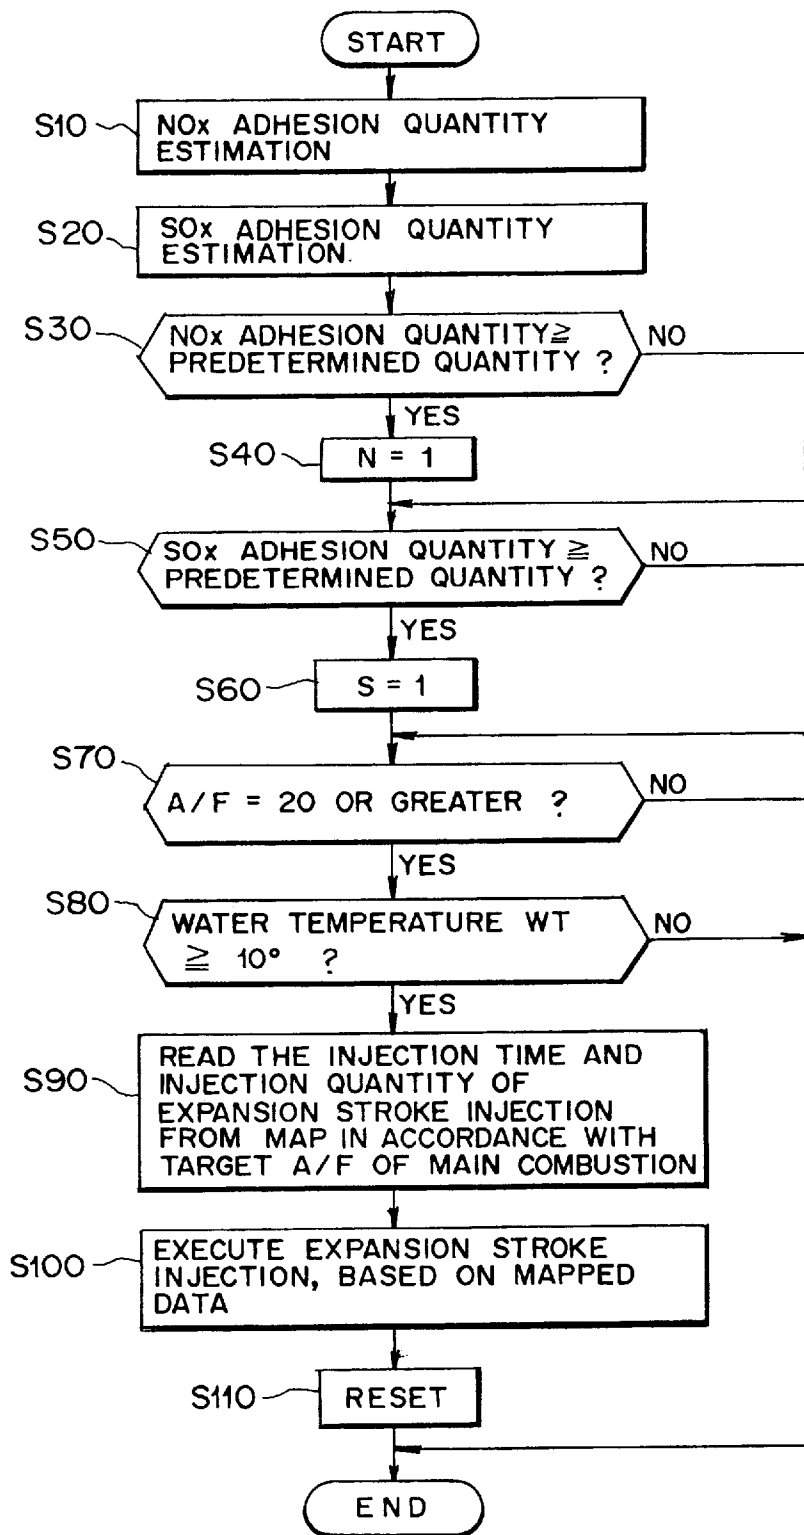 START
S10
NOx ADHESION QUANTITY
ESTIMATION
S20
SOx ADHESION QUANTITY
ESTIMATION.
S30
NOx ADHESION QUANTITY ≧
PREDETERMINED QUANTITY ?
NO
YES
S40
N = 1
S50
SOx ADHESION QUANTITY ≧
PREDETERMINED QUANTITY ?
NO
YES
S60
S = 1
S70
A/F = 20 OR GREATER ?
NO
YES
S80
WATER TEMPERATURE WT
≧ 10° ?
NO
YES
S90
READ THE INJECTION TIME AND
INJECTION QUANTITY OF
EXPANSION STROKE INJECTION
FROM MAP IN ACCORDANCE WITH
TARGET A/F OF MAIN COMBUSTION
S100
EXECUTE EXPANSION STROKE
INJECTION, BASED ON MAPPED
DATA
S110
RESET
END